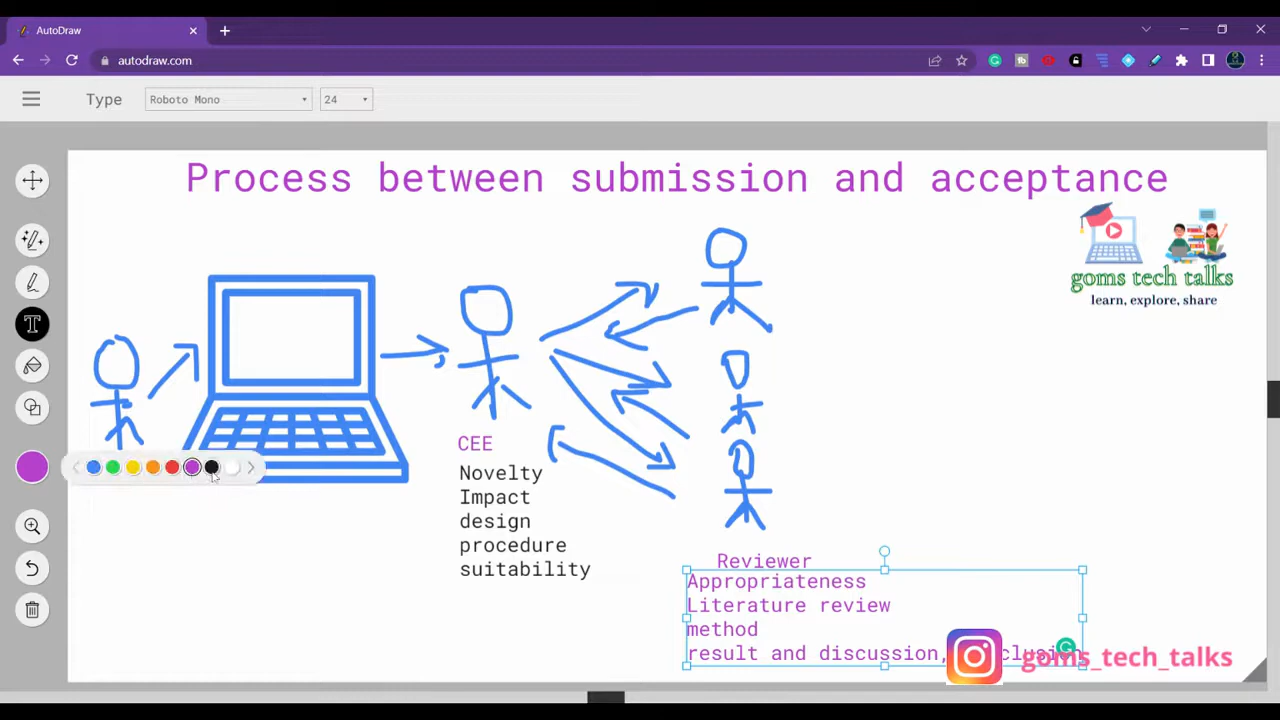 AutoDraw
autodraw.com
Type
Roboto Mono
24
Process between submission and acceptance
goms tech talks
learn, explore, share
CEE
Novelty
Impact
design
procedure
suitability
Reviewer
Appropriateness
Literature review
method
result and discussion,
goms_tech_talks